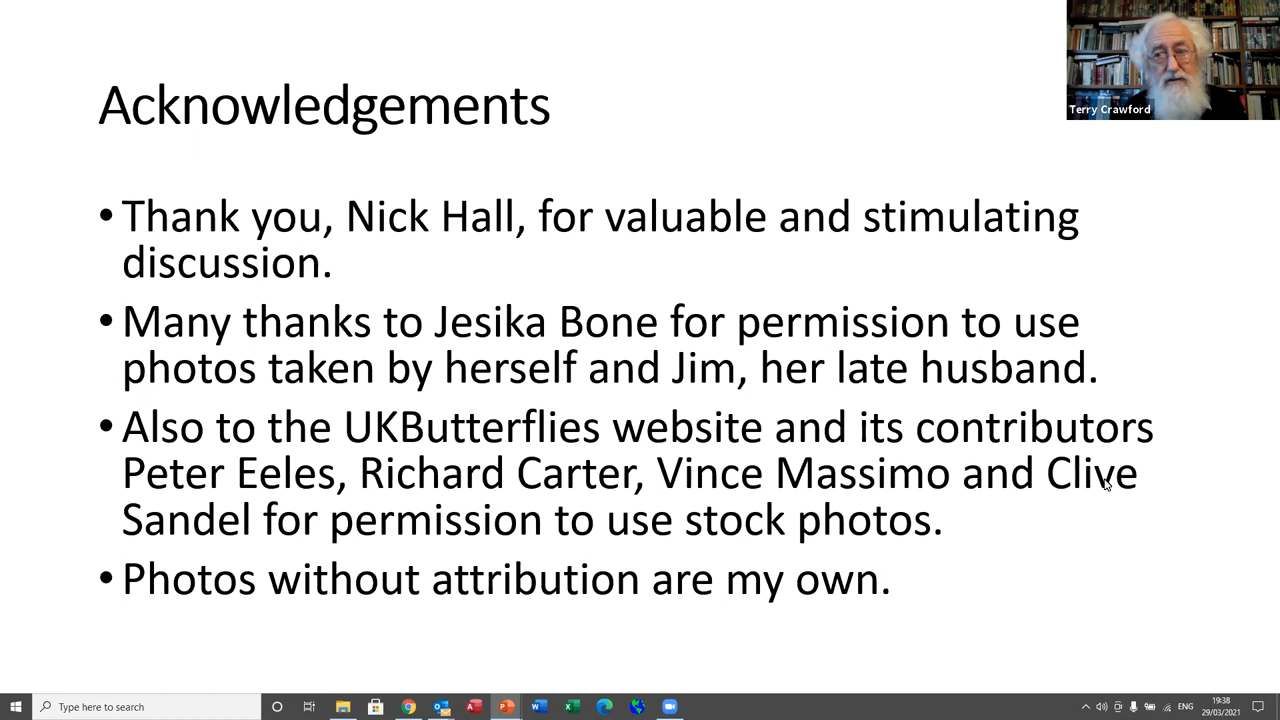 Acknowledgements
Terry Crawford
•Thank you, Nick Hall, for valuable and stimulating
discussion.
•Many thanks to Jesika Bone for permission to use
photos taken by herself and Jim, her late husband.
•Also to the UKButterflies website and its contributors
Peter Eeles, Richard Carter, Vince Massimo and Clive
Sandel for permission to use stock photos.
•Photos without attribution are my own.
Type here to search
ENG
19:38
29/03/2021